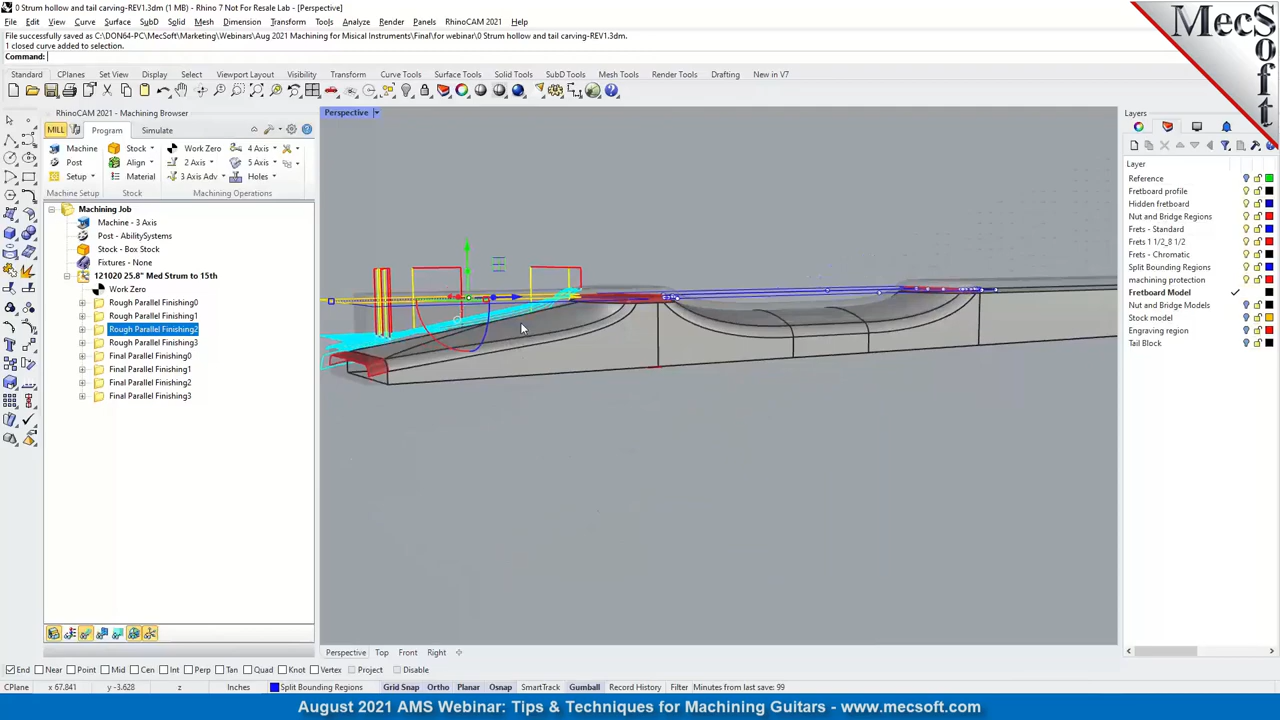 0 Strum hollow and tail carving-REV1.3dm (1 MB) - Rhino 7 Not For Resale Lab - [Perspective]
File Edit View Curve Surface SubD Solid Mesh Dimension Transform Tools Analyze Render Panels RhinoCAM 2021 Help
File successfully saved as C:\DON64-PC\MecSoft\Marketing\Webinars\Aug 2021 Machining for Misical Instruments\Final\for webinar\0 Strum hollow and tail carving-REV1.3dm.
1 closed curve added to selection.
Command:
Standard CPlanes Set View Display Select Viewport Layout Visibility Transform Curve Tools Surface Tools Solid Tools SubD Tools Mesh Tools Render Tools Drafting New in V7
RhinoCAM 2021 - Machining Browser
MILL Program Simulate
Machine Stock Work Zero 4 Axis
Post Align 2 Axis 5 Axis
Setup Material 3 Axis Adv Holes
Machine Setup Stock Machining Operations
Machining Job
Machine - 3 Axis
Post - AbilitySystems
Stock - Box Stock
Fixtures - None
121020 25.8" Med Strum to 15th
Work Zero
Rough Parallel Finishing0
Rough Parallel Finishing1
Rough Parallel Finishing2
Rough Parallel Finishing3
Final Parallel Finishing0
Final Parallel Finishing1
Final Parallel Finishing2
Final Parallel Finishing3
Perspective
Layers
Layer
Reference
Fretboard profile
Hidden fretboard
Nut and Bridge Regions
Frets - Standard
Frets 1 1/2_8 1/2
Frets - Chromatic
Split Bounding Regions
machining protection
Fretboard Model
Nut and Bridge Models
Stock model
Engraving region
Tail Block
MecSoft
Perspective Top Front Right
End Near Point Mid Cen Int Perp Tan Quad Knot Vertex Project Disable
CPlane x 67.841 y -3.628 z Inches Split Bounding Regions Grid Snap Ortho Planar Osnap SmartTrack Gumball Record History Filter Minutes from last save: 99
August 2021 AMS Webinar: Tips & Techniques for Machining Guitars - www.mecsoft.com